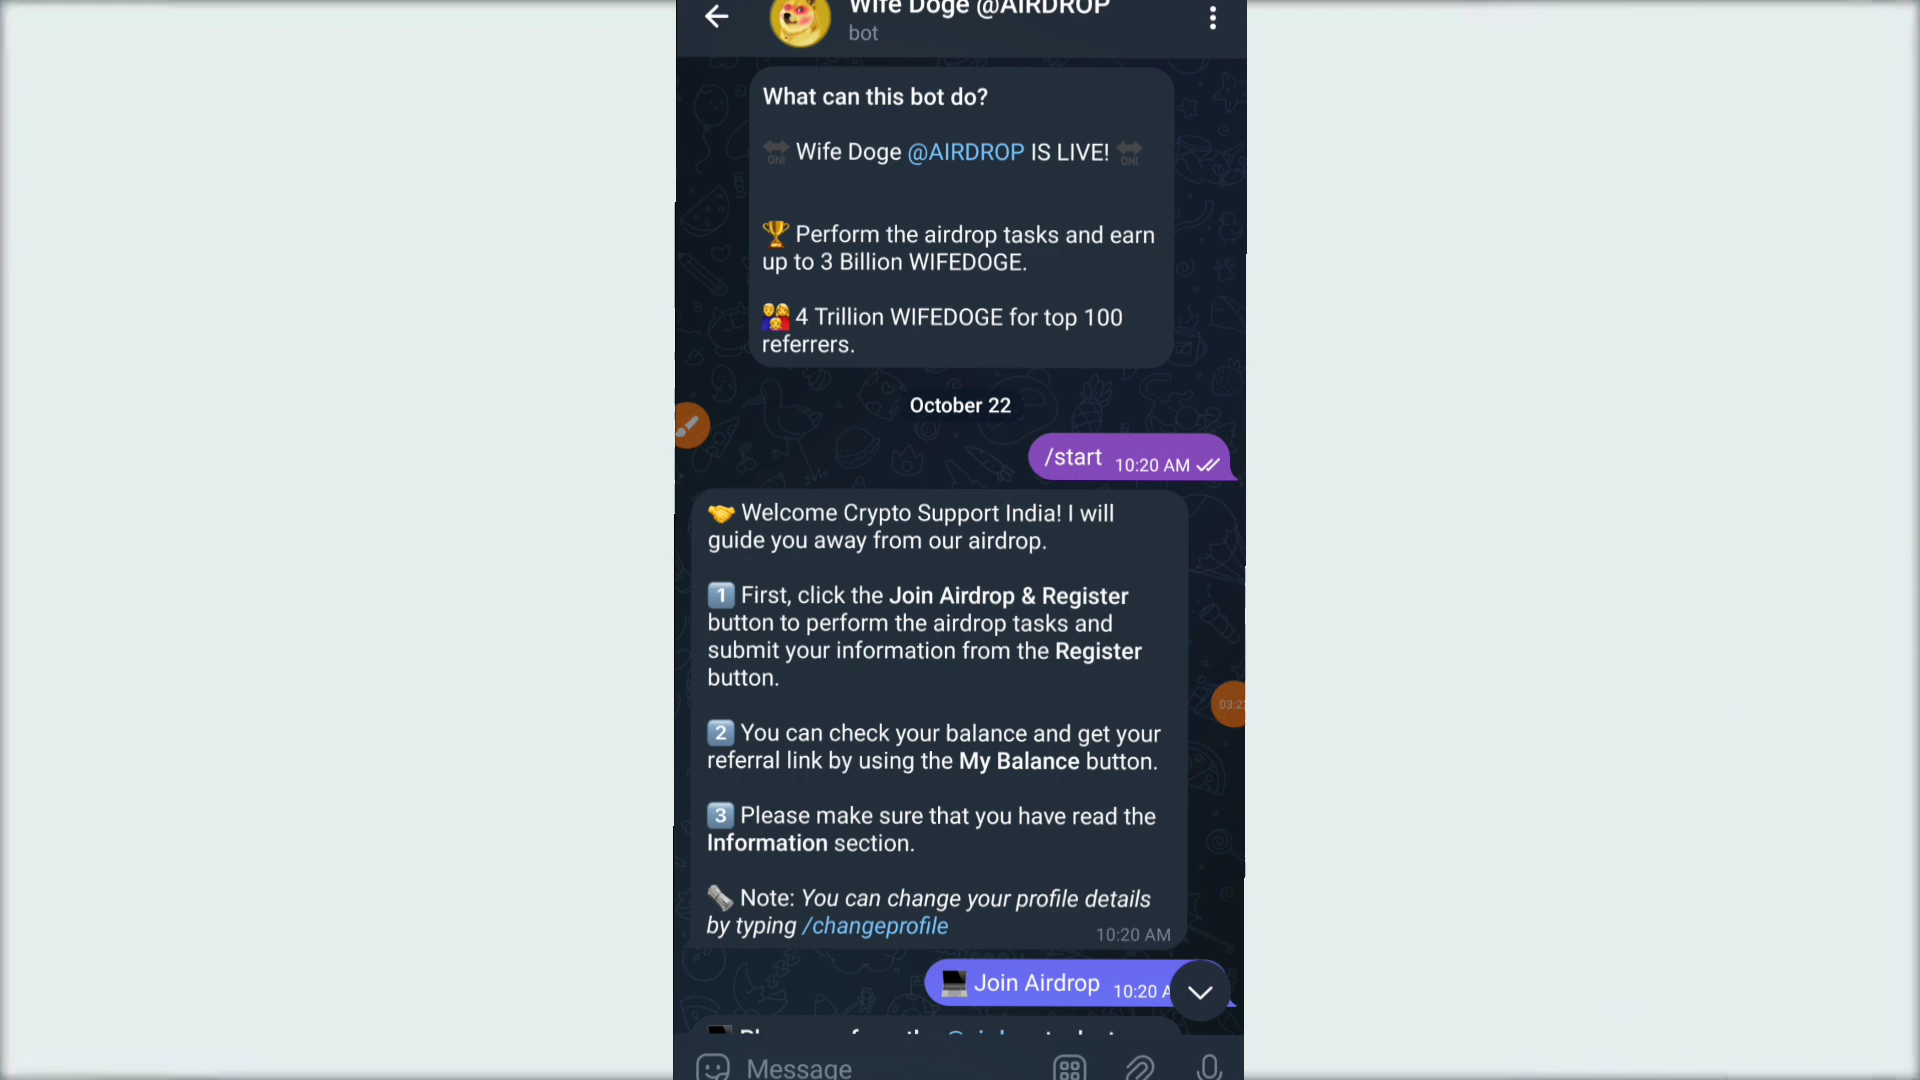 Wife Doge @AIRDROP
bot
What can this bot do?
ON! Wife Doge @AIRDROP IS LIVE! ON!
🏆 Perform the airdrop tasks and earn
up to 3 Billion WIFEDOGE.
👨‍👩‍👦 4 Trillion WIFEDOGE for top 100
referrers.
October 22
/start 10:20 AM
🤝 Welcome Crypto Support India! I will
guide you away from our airdrop.
1 First, click the Join Airdrop & Register
button to perform the airdrop tasks and
submit your information from the Register
button.
2 You can check your balance and get your
referral link by using the My Balance button.
3 Please make sure that you have read the
Information section.
🗞 Note: You can change your profile details
by typing /changeprofile
10:20 AM
💻 Join Airdrop 10:20 A
Message